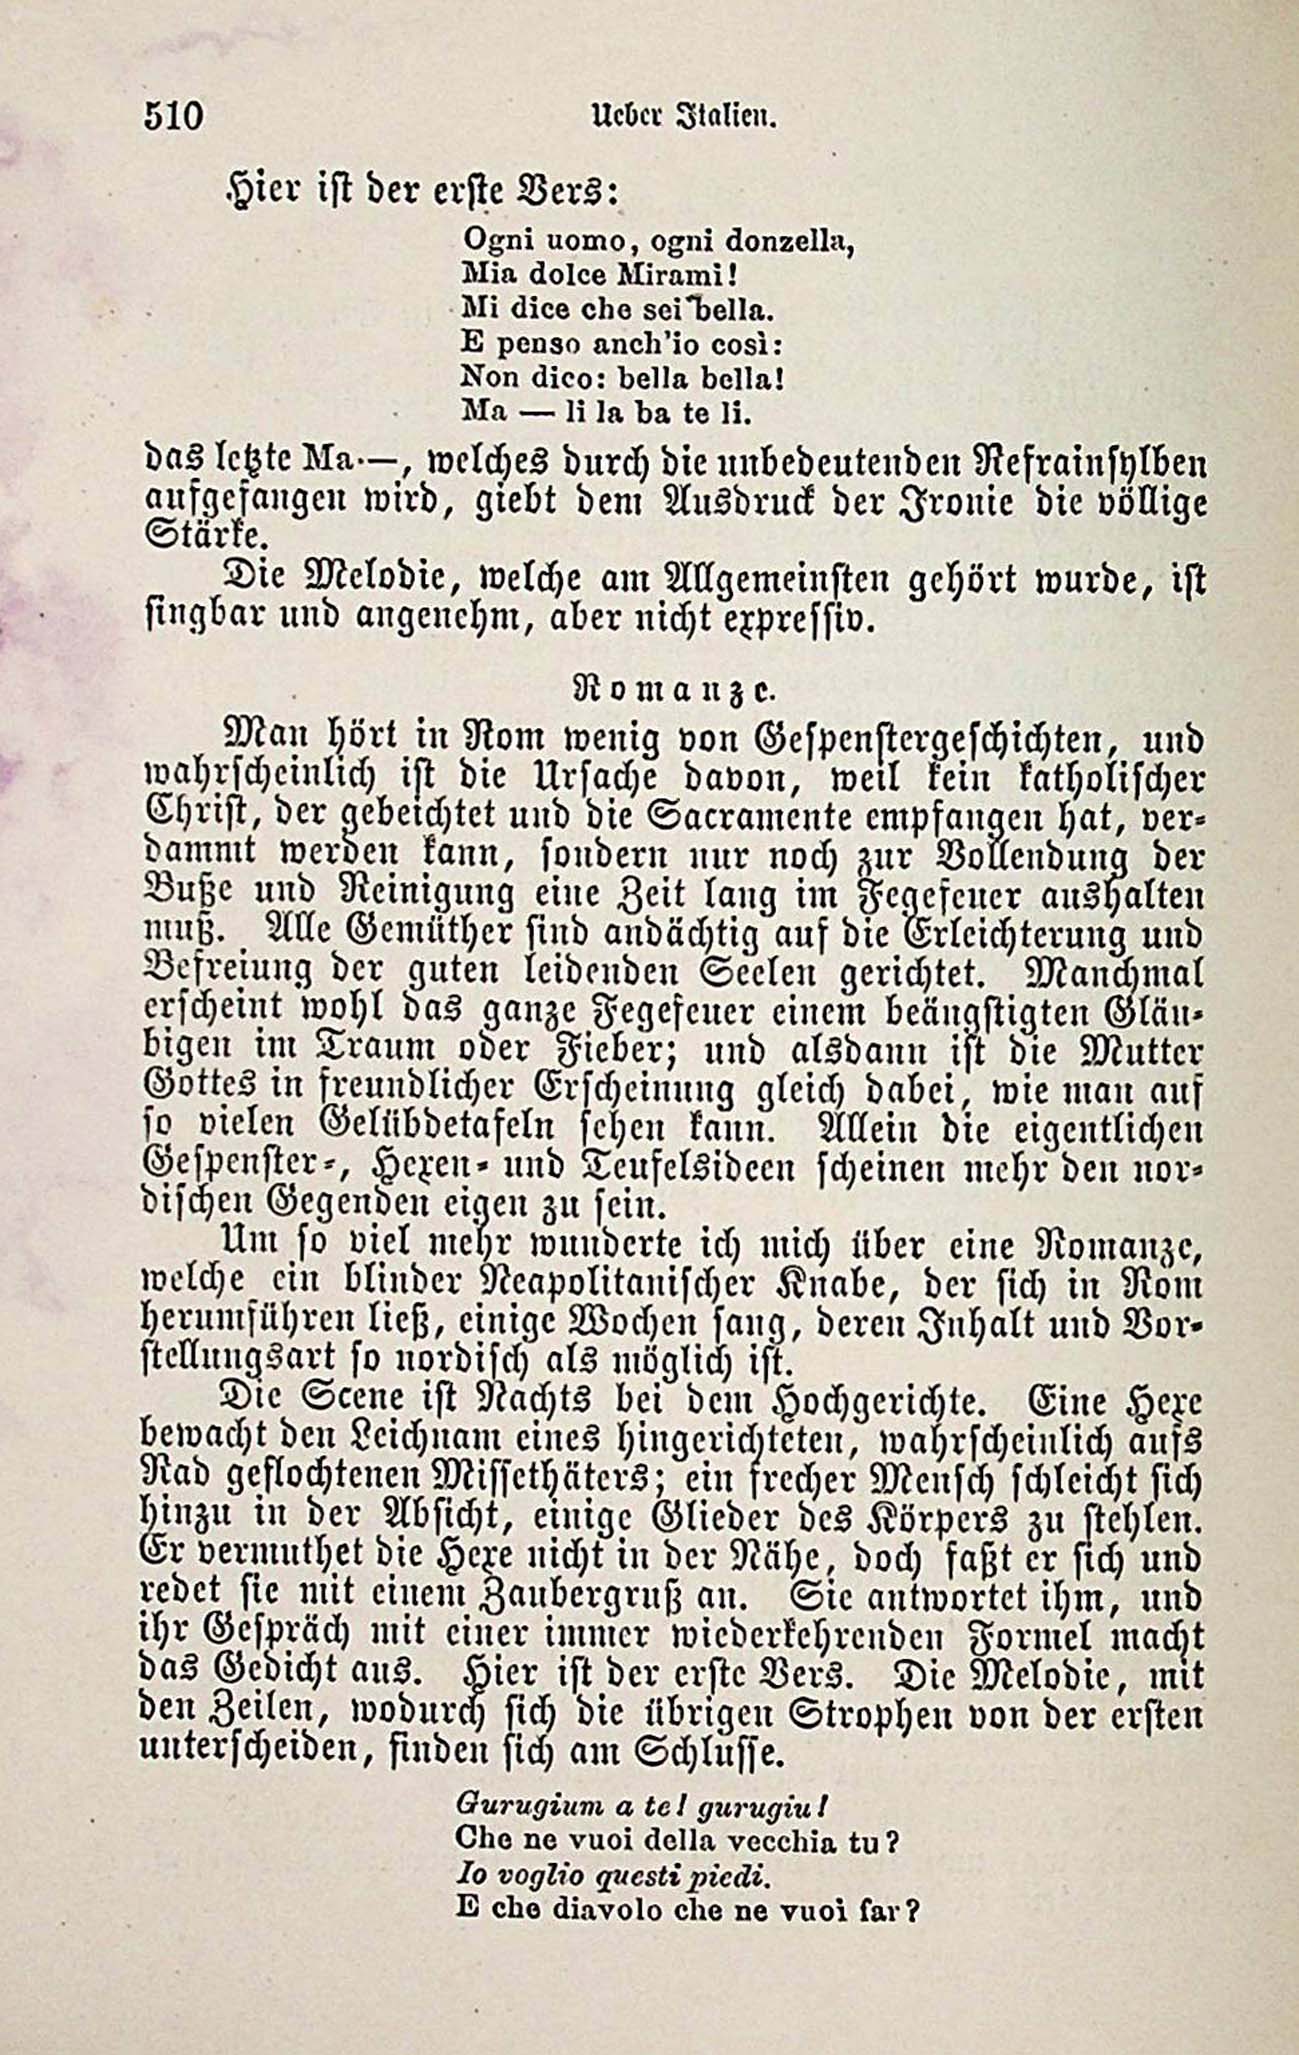 510
Ueber Italien.
Hier ist der erste Vers:
Ogni uomo, ogni donzella,
Mia dolce Mirami!
Mi dice che sei bella.
E penso anch'io così:
Non dico: bella bella!
Ma — li la ba te li.
das letzte Ma·—, welches durch die unbedeutenden Refrainsylben
aufgefangen wird, giebt dem Ausdruck der Ironie die völlige
Stärke.
Die Melodie, welche am Allgemeinsten gehört wurde, ist
singbar und angenehm, aber nicht expressiv.
Romanze.
Man hört in Rom wenig von Gespenstergeschichten, und
wahrscheinlich ist die Ursache davon, weil kein katholischer
Christ, der gebeichtet und die Sacramente empfangen hat, ver-
dammt werden kann, sondern nur noch zur Vollendung der
Buße und Reinigung eine Zeit lang im Fegefeuer aushalten
muß. Alle Gemüther sind andächtig auf die Erleichterung und
Befreiung der guten leidenden Seelen gerichtet. Manchmal
erscheint wohl das ganze Fegefeuer einem beängstigten Gläu-
bigen im Traum oder Fieber; und alsdann ist die Mutter
Gottes in freundlicher Erscheinung gleich dabei, wie man auf
so vielen Gelübdetafeln sehen kann. Allein die eigentlichen
Gespenster-, Hexen- und Teufelsideen scheinen mehr den nor-
dischen Gegenden eigen zu sein.
Um so viel mehr wunderte ich mich über eine Romanze,
welche ein blinder Neapolitanischer Knabe, der sich in Rom
herumführen ließ, einige Wochen sang, deren Inhalt und Vor-
stellungsart so nordisch als möglich ist.
Die Scene ist Nachts bei dem Hochgerichte. Eine Hexe
bewacht den Leichnam eines hingerichteten, wahrscheinlich aufs
Rad geflochtenen Missethäters; ein frecher Mensch schleicht sich
hinzu in der Absicht, einige Glieder des Körpers zu stehlen.
Er vermuthet die Hexe nicht in der Nähe, doch faßt er sich und
redet sie mit einem Zaubergruß an. Sie antwortet ihm, und
ihr Gespräch mit einer immer wiederkehrenden Formel macht
das Gedicht aus. Hier ist der erste Vers. Die Melodie, mit
den Zeilen, wodurch sich die übrigen Strophen von der ersten
unterscheiden, finden sich am Schlusse.
Gurugium a te! gurugiu!
Che ne vuoi della vecchia tu?
Io voglio questi piedi.
E che diavolo che ne vuoi far?